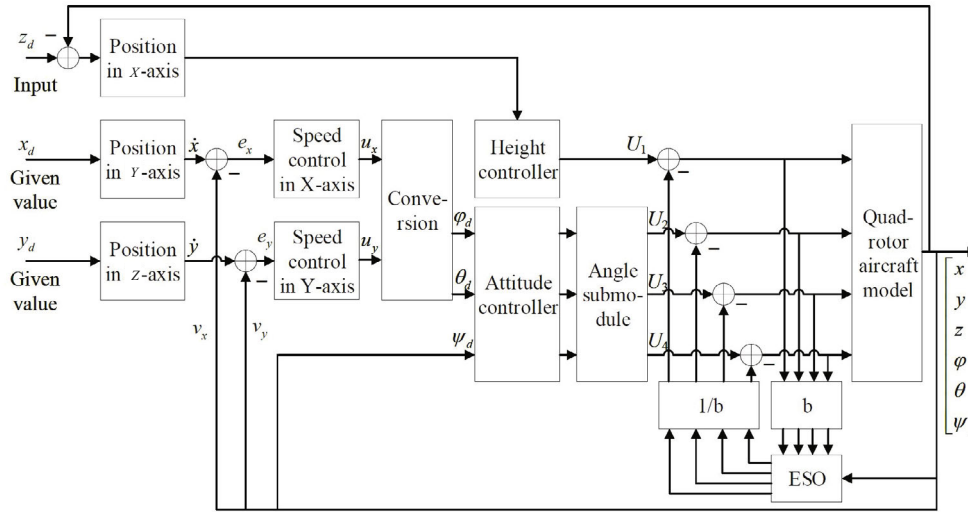 z_d
−
Input
Position
in X-axis
x_d
Given
value
Position
in Y-axis
ẋ
−
e_x
Speed
control
in X-axis
u_x
y_d
Given
value
Position
in Z-axis
ẏ
−
e_y
Speed
control
in Y-axis
u_y
v_x
v_y
Conve-
rsion
φ_d
θ_d
ψ_d
Height
controller
Attitude
controller
Angle
submo-
dule
U_1
−
U_2
−
U_3
−
U_4
−
1/b
b
ESO
Quad-
rotor
aircraft
model
x
y
z
φ
θ
ψ